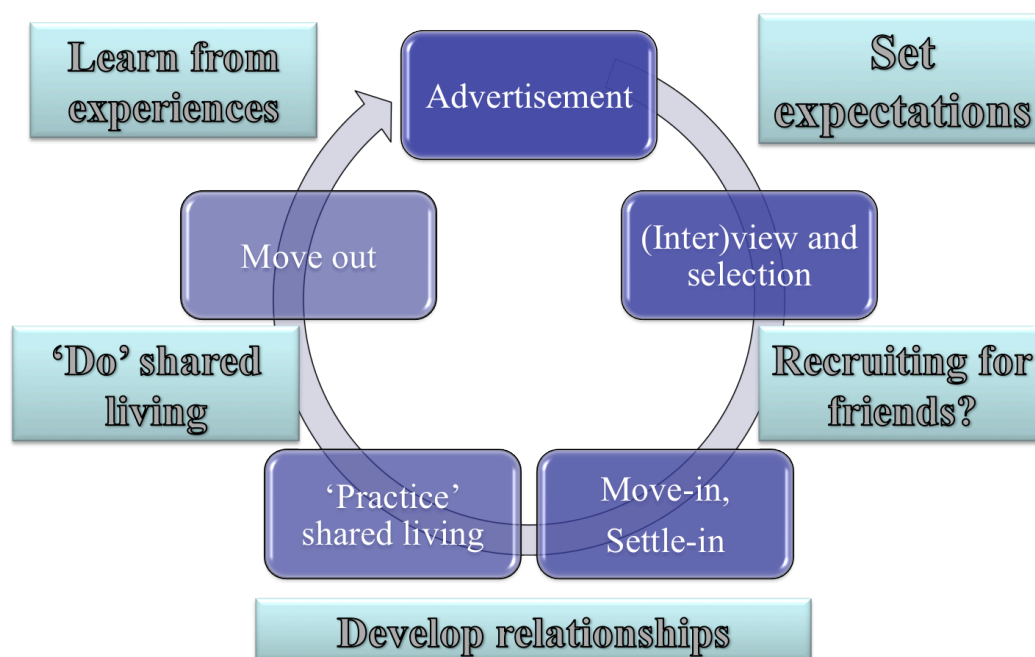 Learn from
experiences
Advertisement
Set
expectations
Move out
(Inter)view and
selection
‘Do’ shared
living
Recruiting for
friends?
‘Practice’
shared living
Move-in,
Settle-in
Develop relationships